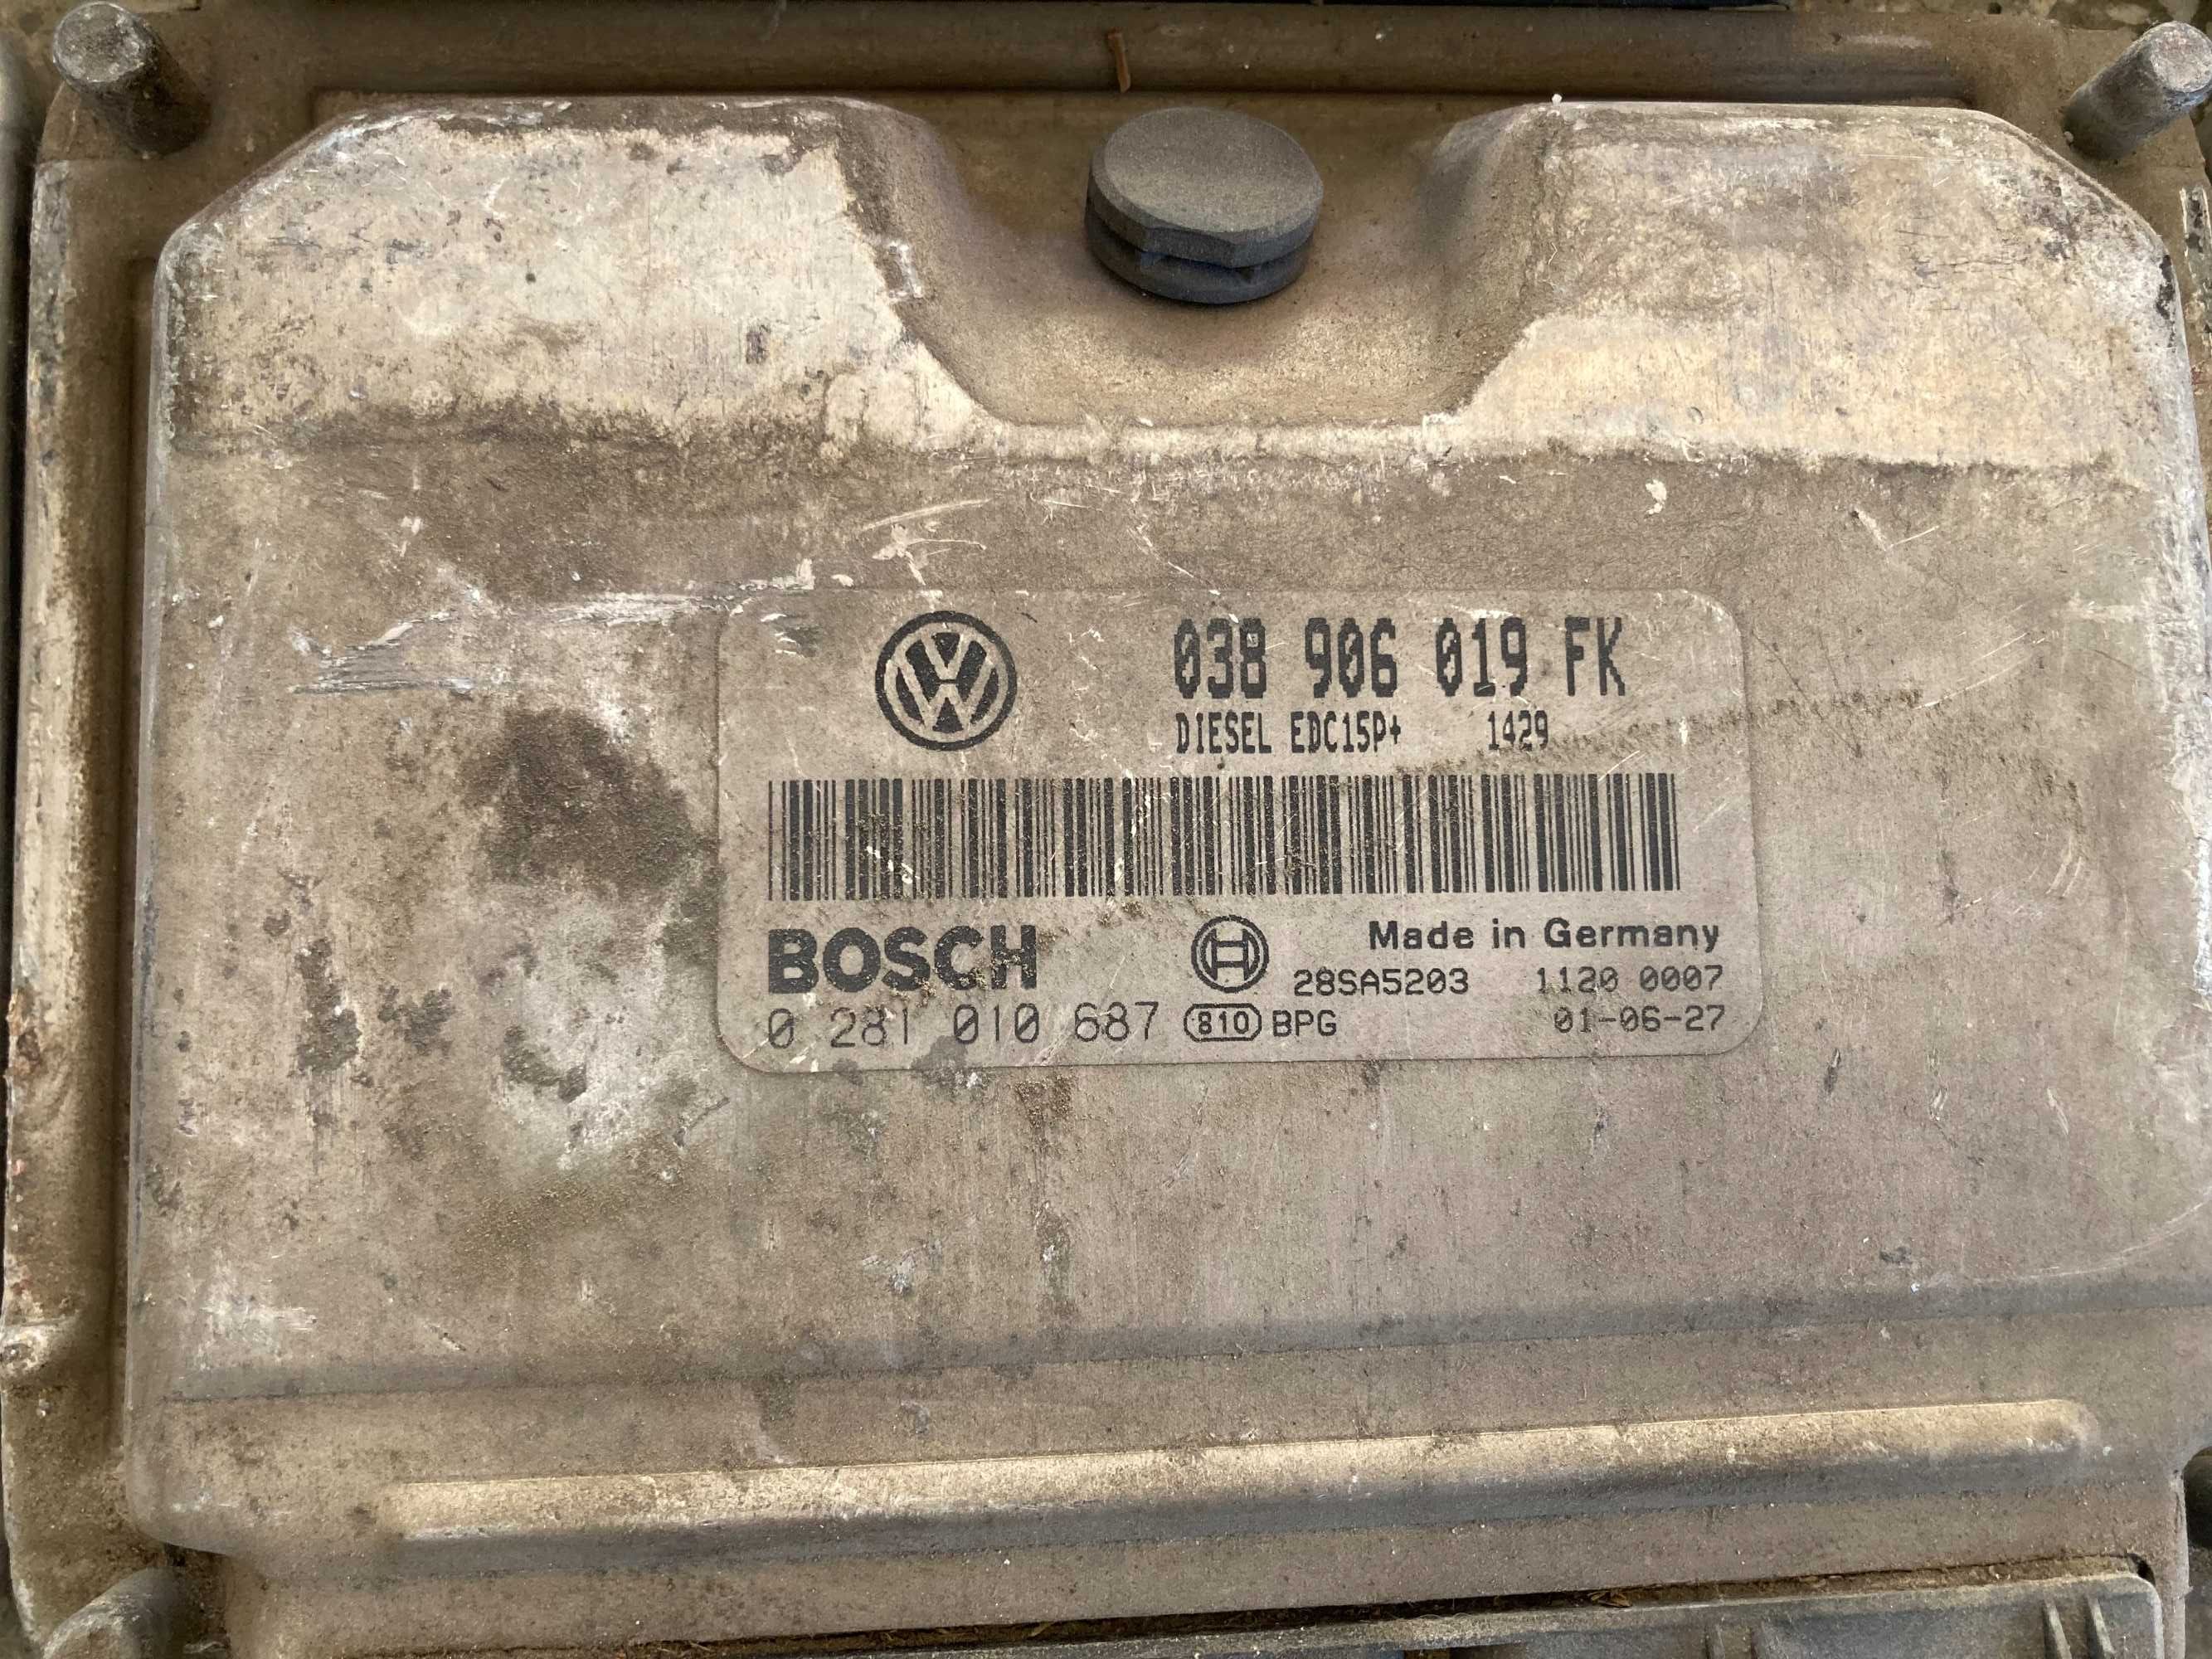 038 906 019 FK
DIESEL EDC15P+ 1429
BOSCH
Made in Germany
28SA5203 1120 0007
0 281 010 687 810 BPG 01-06-27